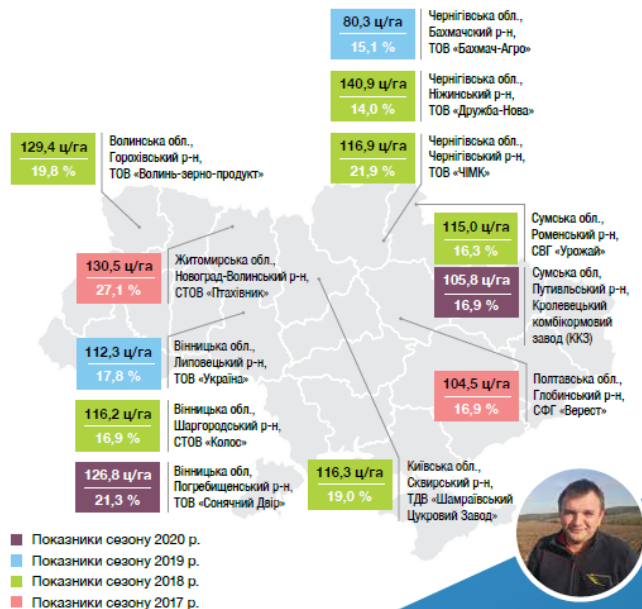 80,3 ц/га
15,1 %
Чернігівська обл.,
Бахмачский р-н,
ТОВ «Бахмач-Агро»
140,9 ц/га
14,0 %
Чернігівська обл.,
Ніжинський р-н,
ТОВ «Дружба-Нова»
129,4 ц/га
19,8 %
Волинська обл.,
Горохівський р-н,
ТОВ «Волинь-зерно-продукт»
116,9 ц/га
21,9 %
Чернігівська обл.,
Чернігівський р-н,
ТОВ «ЧІМК»
115,0 ц/га
16,3 %
Сумська обл.,
Роменський р-н,
СВГ «Урожай»
130,5 ц/га
27,1 %
Житомирська обл.,
Новоград-Волинський р-н,
СТОВ «Птахівник»
105,8 ц/га
16,9 %
Сумська обл,
Путивльський р-н,
Кролевецький
комбікормовий
завод (ККЗ)
112,3 ц/га
17,8 %
Вінницька обл.,
Липовецький р-н,
ТОВ «Україна»
104,5 ц/га
16,9 %
Полтавська обл.,
Глобинський р-н,
СФГ «Верест»
116,2 ц/га
16,9 %
Вінницька обл.,
Шаргородський р-н,
СТОВ «Колос»
126,8 ц/га
21,3 %
Вінницька обл,
Погребищенський р-н,
ТОВ «Сонячний Двір»
116,3 ц/га
19,0 %
Київська обл.,
Сквирський р-н,
ТДВ «Шамраївський
Цукровий Завод»
Показники сезону 2020 р.
Показники сезону 2019 р.
Показники сезону 2018 р.
Показники сезону 2017 р.